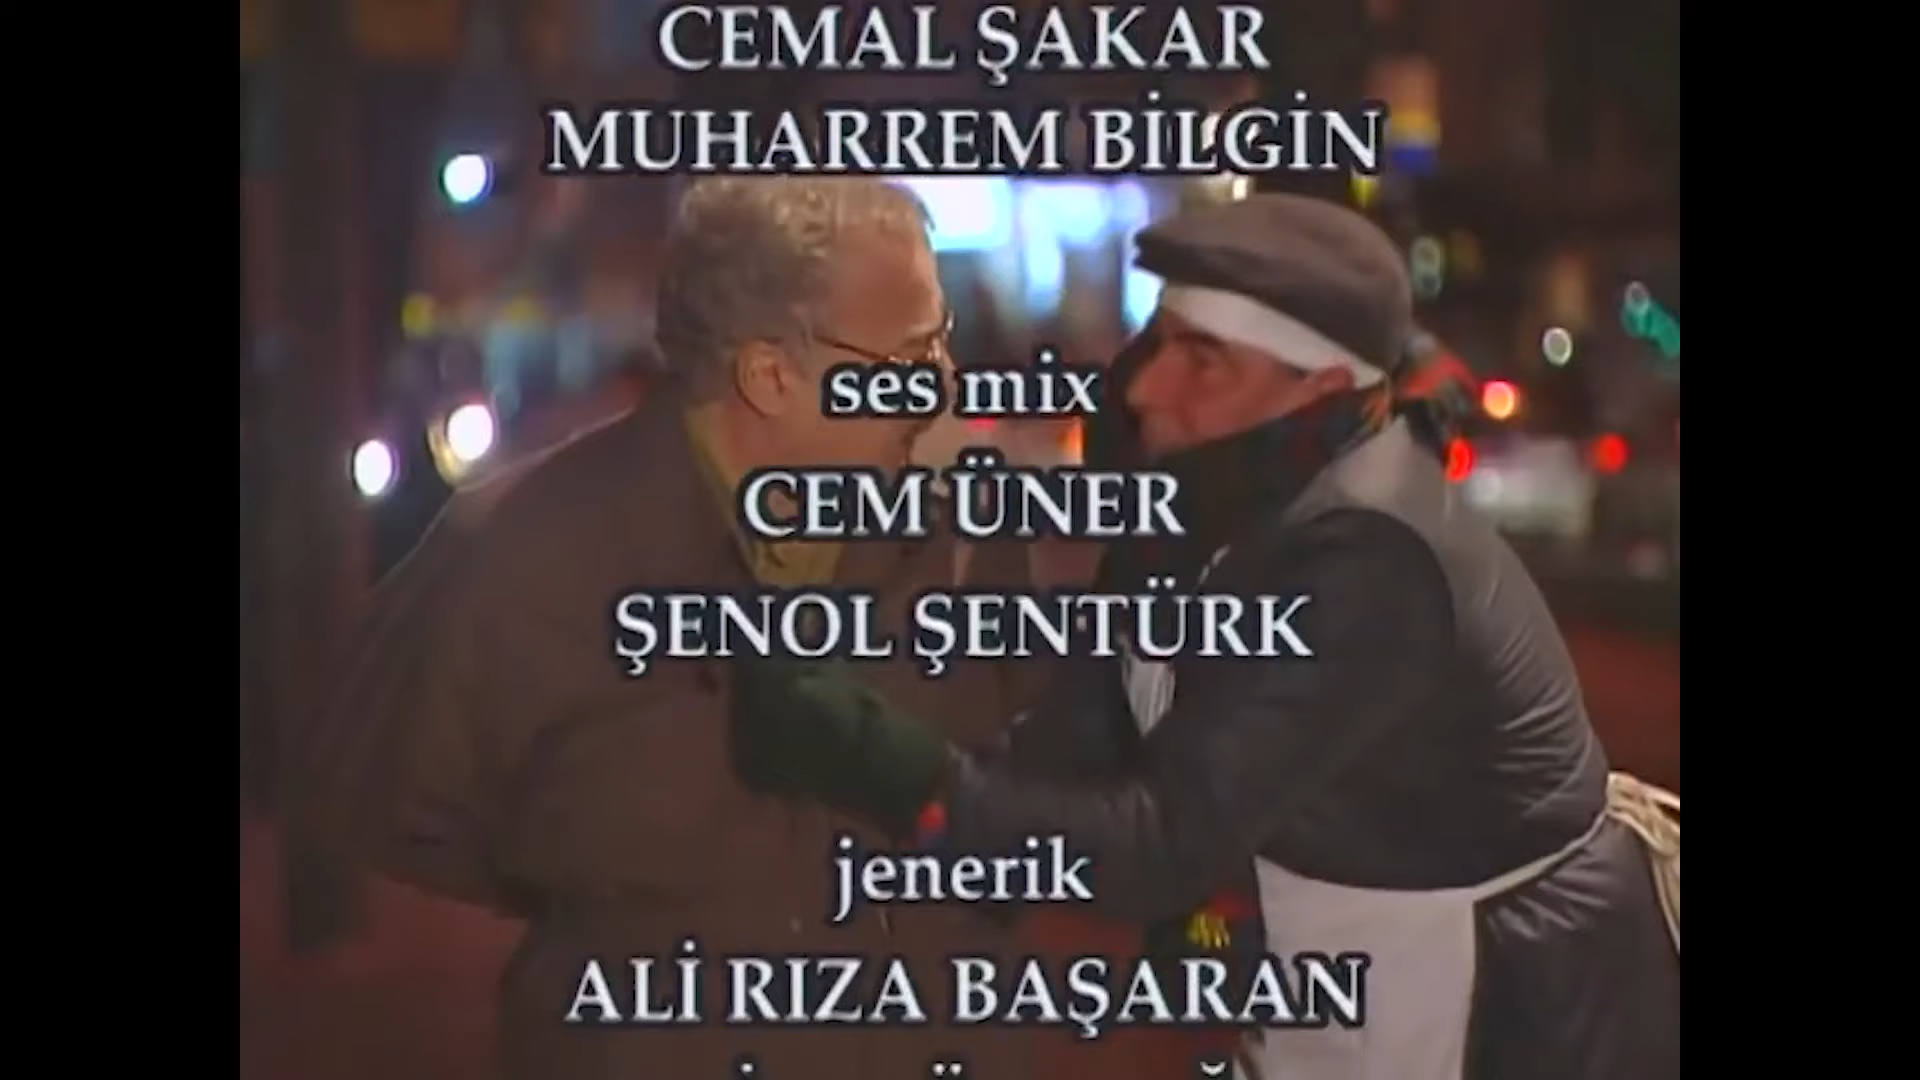 CEMAL ŞAKAR
MUHARREM BİLGİN
ses mix
CEM ÜNER
ŞENOL ŞENTÜRK
jenerik
ALİ RIZA BAŞARAN